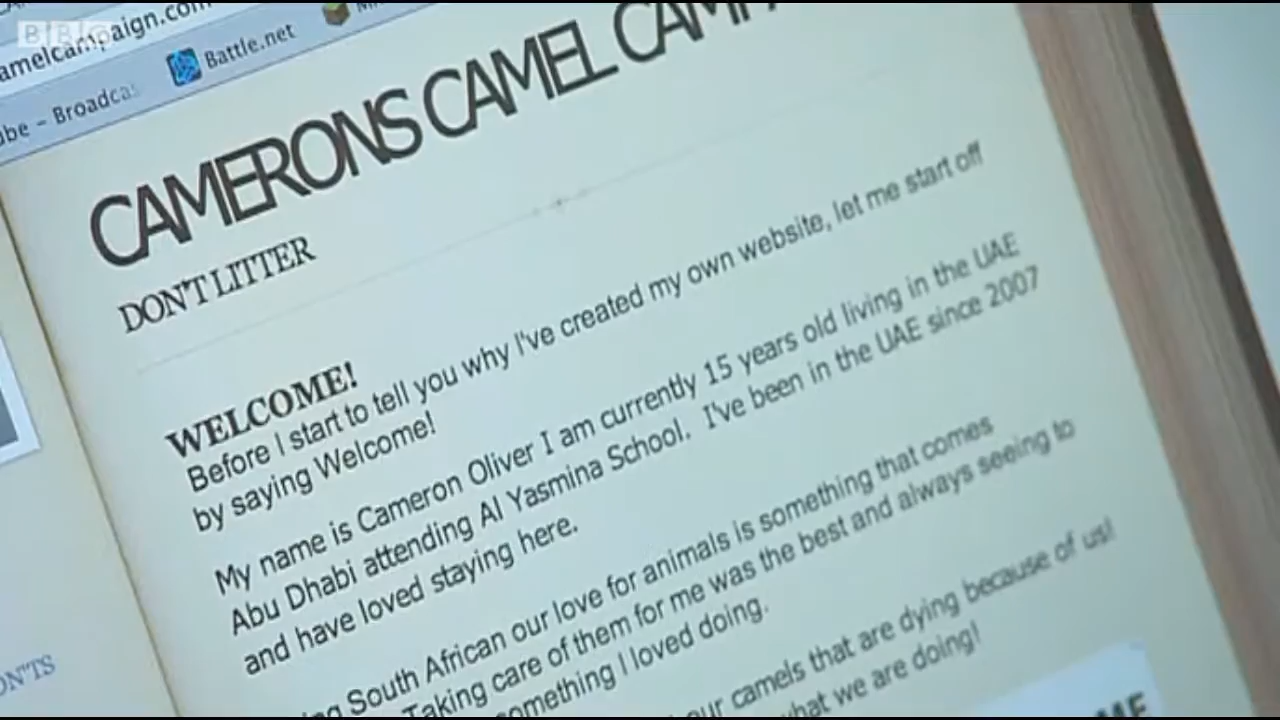 BBC
amelcampaign.com
Battle.net
be – Broadcas
CAMERONS CAMEL CAMP
DON'T LITTER
WELCOME!
Before I start to tell you why I've created my own website, let me start off
by saying Welcome!
My name is Cameron Oliver I am currently 15 years old living in the UAE
Abu Dhabi attending Al Yasmina School. I've been in the UAE since 2007
and have loved staying here.
South African our love for animals is something that comes
Taking care of them for me was the best and always seeing to
something I loved doing.
our camels that are dying because of us!
what we are doing!
ON'TS
ME